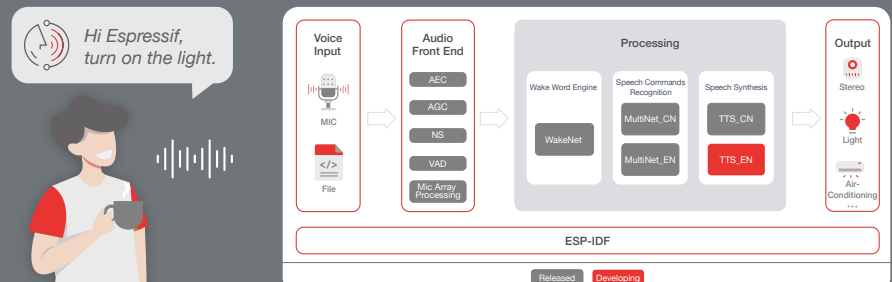 Hi Espressif,
turn on the light.
Voice
Input
MIC
</>
File
Audio
Front End
AEC
AGC
NS
VAD
Mic Array
Processing
Processing
Wake Word Engine
WakeNet
Speech Commands
Recognition
MultiNet_CN
MultiNet_EN
Speech Synthesis
TTS_CN
TTS_EN
Output
Stereo
Light
Air-
Conditioning
...
ESP-IDF
Released
Developing